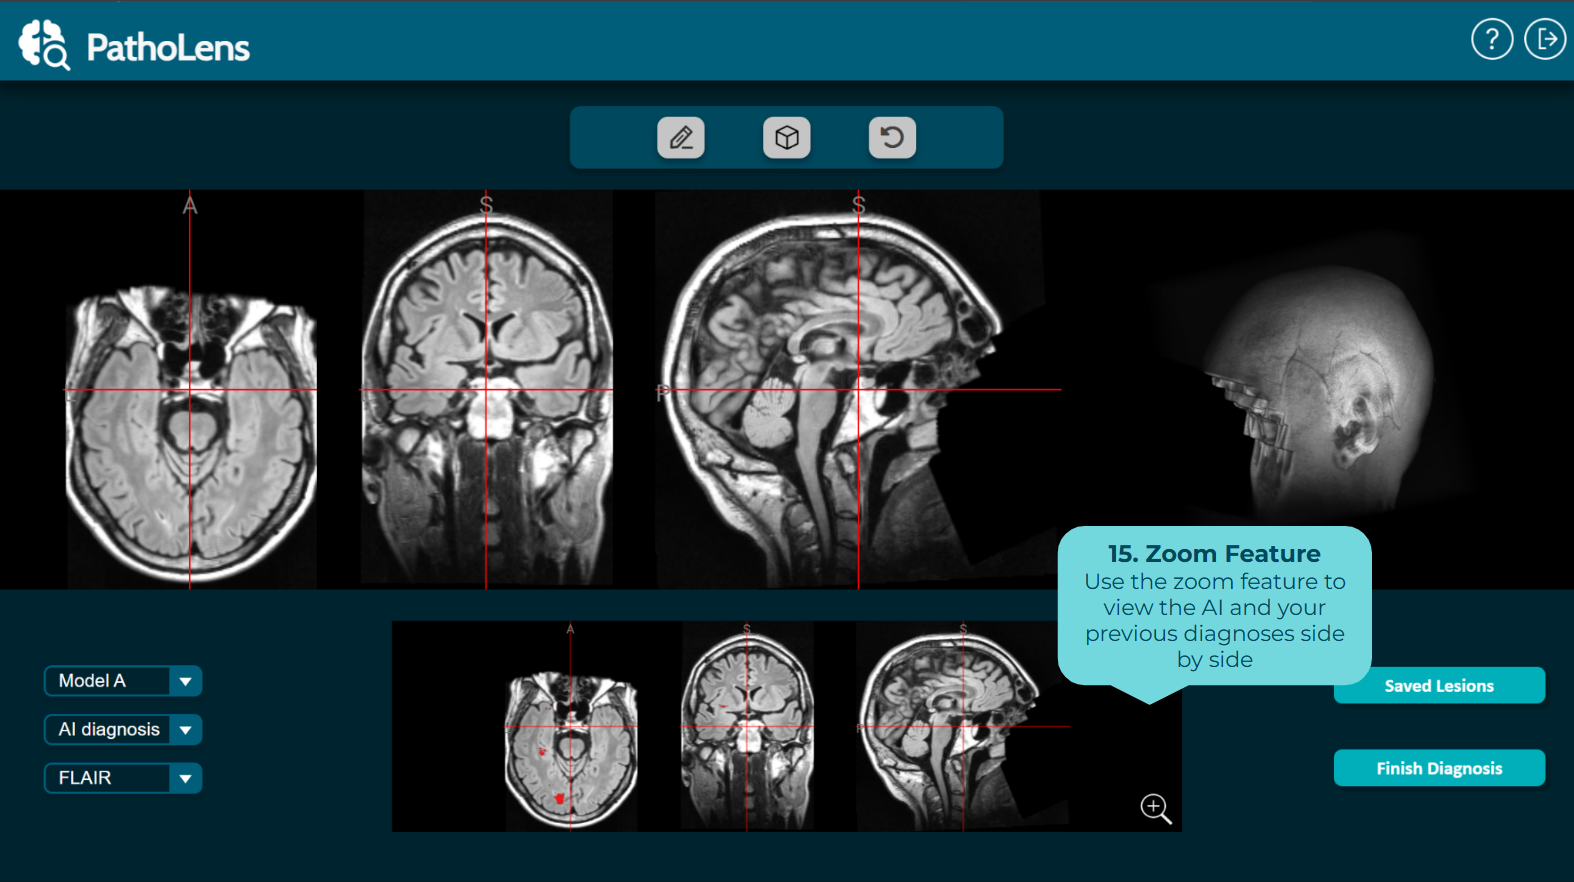 PathoLens
?
A
S
S
P
15. Zoom Feature
Use the zoom feature to
view the AI and your
previous diagnoses side
by side
A
S
S
Model A
AI diagnosis
FLAIR
Saved Lesions
Finish Diagnosis